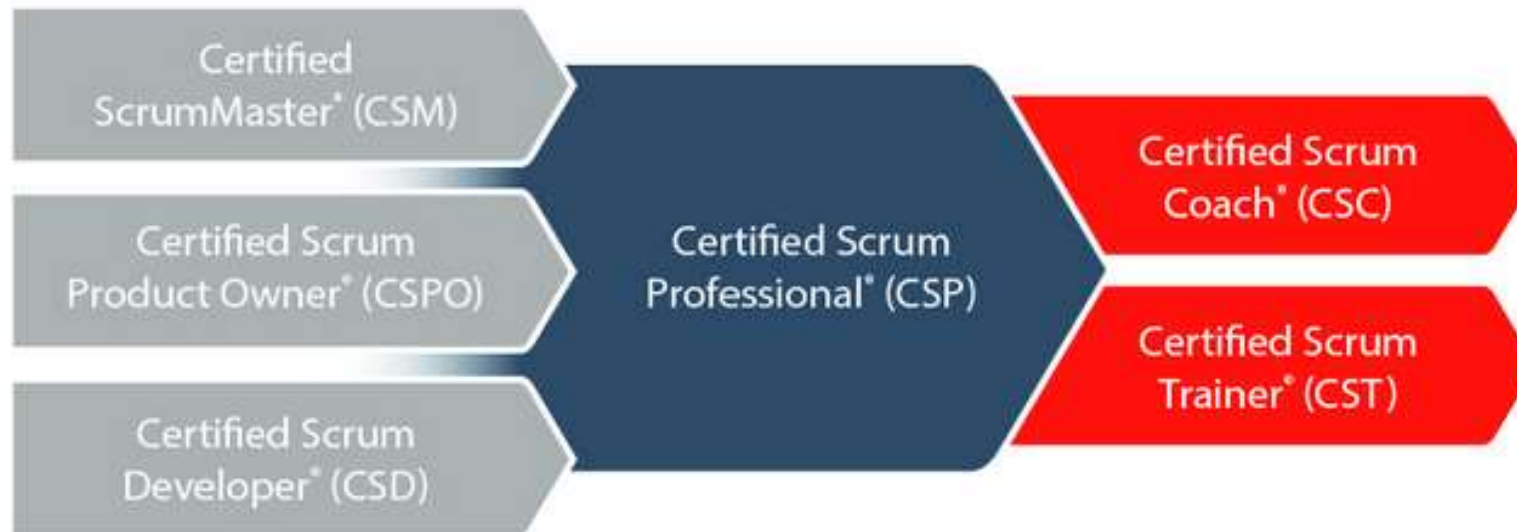 Certified
ScrumMaster® (CSM)
Certified Scrum
Product Owner® (CSPO)
Certified Scrum
Developer® (CSD)
Certified Scrum
Professional® (CSP)
Certified Scrum
Coach® (CSC)
Certified Scrum
Trainer® (CST)